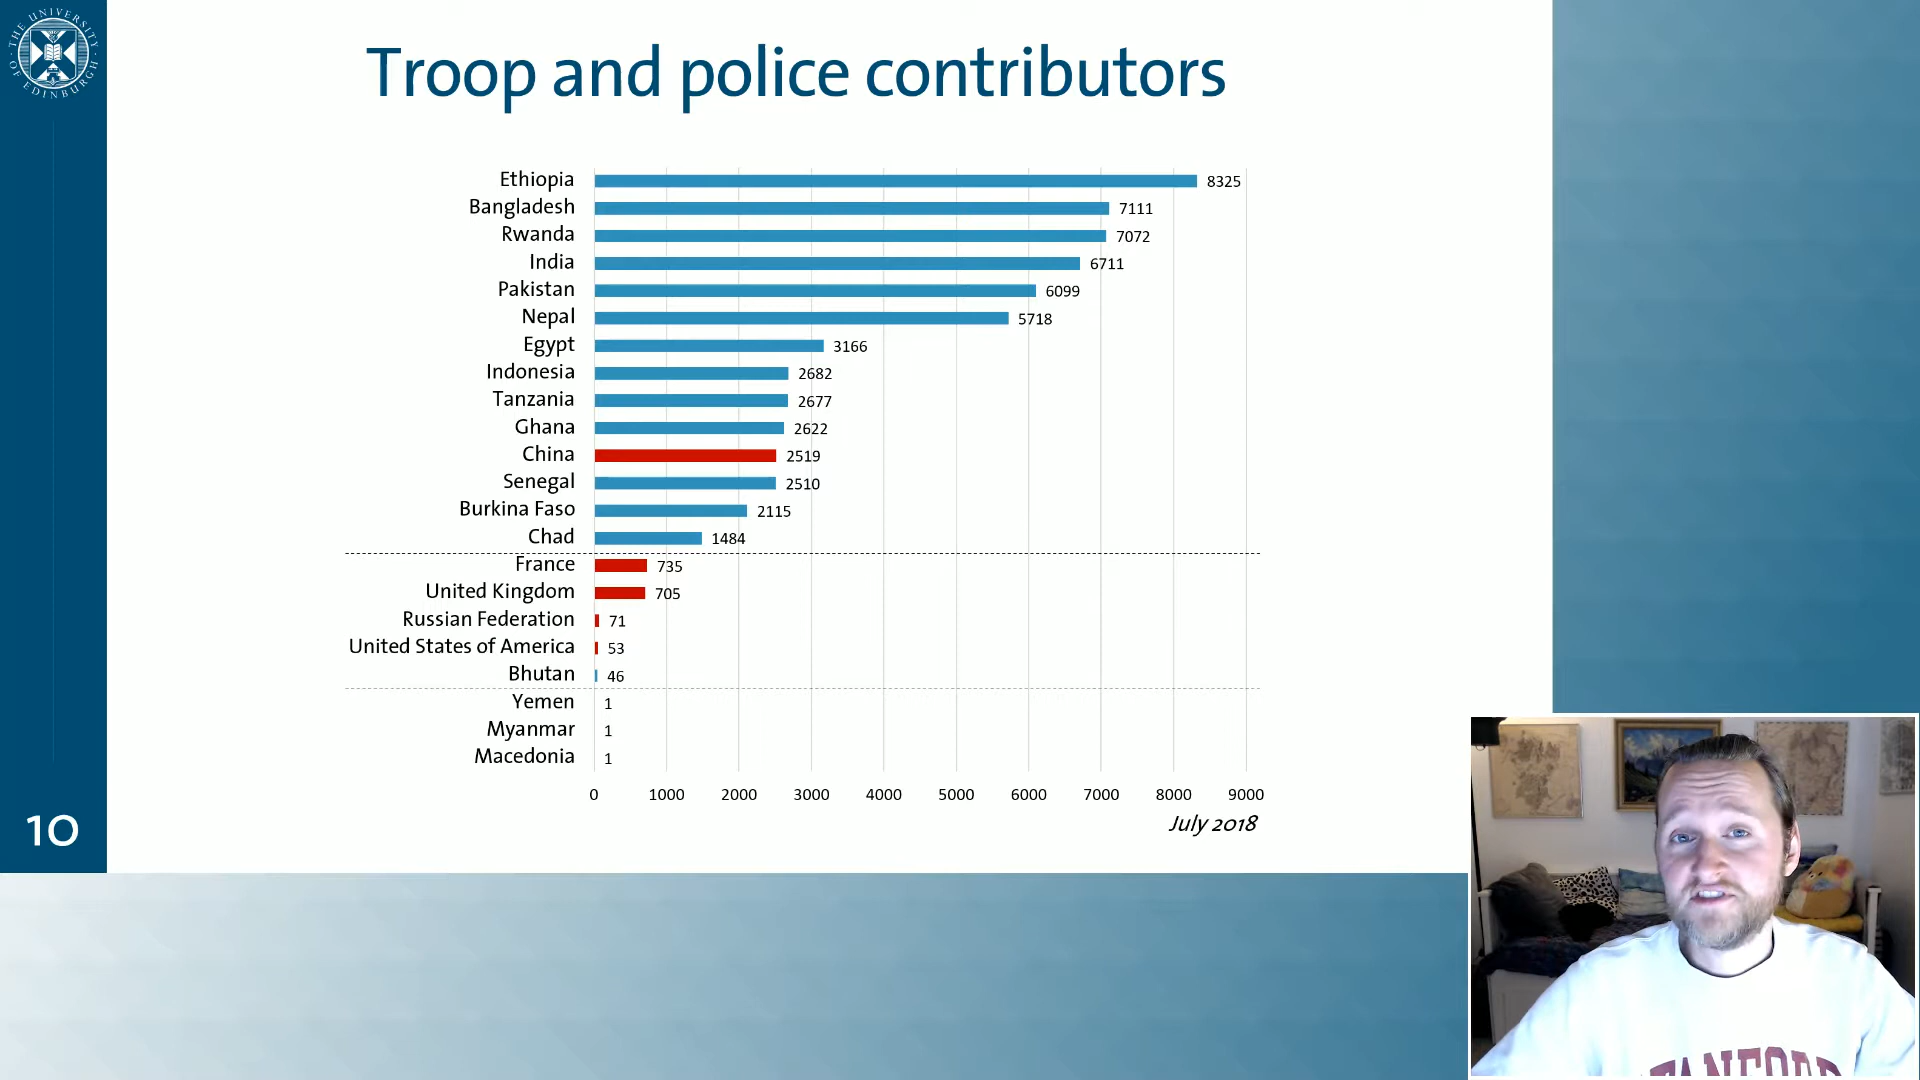 THE UNIVERSITY OF EDINBURGH
Troop and police contributors
Ethiopia 8325
Bangladesh 7111
Rwanda 7072
India 6711
Pakistan 6099
Nepal 5718
Egypt 3166
Indonesia 2682
Tanzania 2677
Ghana 2622
China 2519
Senegal 2510
Burkina Faso 2115
Chad 1484
France 735
United Kingdom 705
Russian Federation 71
United States of America 53
Bhutan 46
Yemen 1
Myanmar 1
Macedonia 1
0 1000 2000 3000 4000 5000 6000 7000 8000 9000
July 2018
10